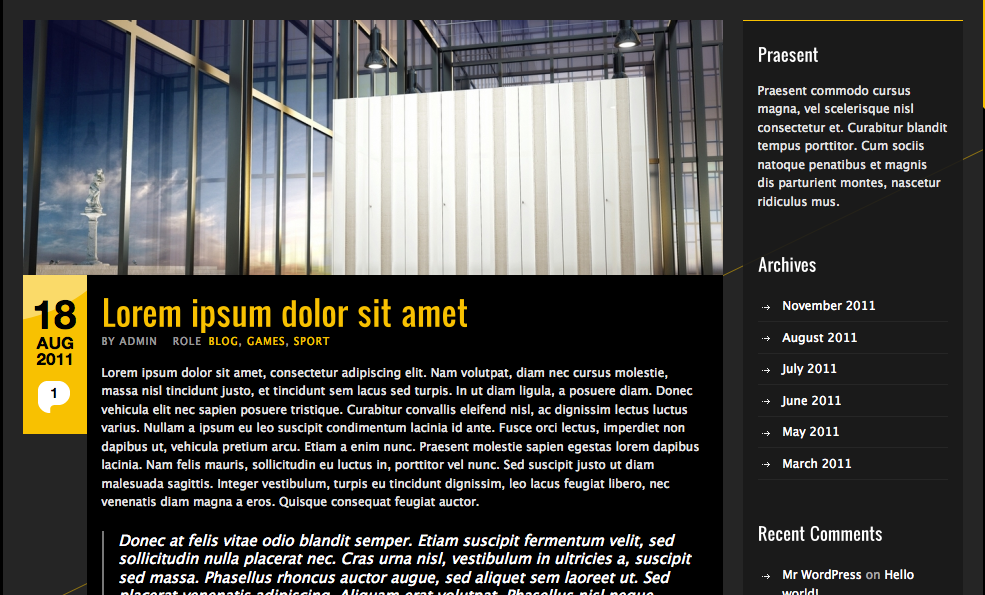 18
AUG
2011
1
Lorem ipsum dolor sit amet
BY ADMIN ROLE BLOG, GAMES, SPORT
Lorem ipsum dolor sit amet, consectetur adipiscing elit. Nam volutpat, diam nec cursus molestie,
massa nisl tincidunt justo, et tincidunt sem lacus sed turpis. In ut diam ligula, a posuere diam. Donec
vehicula elit nec sapien posuere tristique. Curabitur convallis eleifend nisl, ac dignissim lectus luctus
varius. Nullam a ipsum eu leo suscipit condimentum lacinia id ante. Fusce orci lectus, imperdiet non
dapibus ut, vehicula pretium arcu. Etiam a enim nunc. Praesent molestie sapien egestas lorem dapibus
lacinia. Nam felis mauris, sollicitudin eu luctus in, porttitor vel nunc. Sed suscipit justo ut diam
malesuada sagittis. Integer vestibulum, turpis eu tincidunt dignissim, leo lacus feugiat libero, nec
venenatis diam magna a eros. Quisque consequat feugiat auctor.
Donec at felis vitae odio blandit semper. Etiam suscipit fermentum velit, sed
sollicitudin nulla placerat nec. Cras urna nisl, vestibulum in ultricies a, suscipit
sed massa. Phasellus rhoncus auctor augue, sed aliquet sem laoreet ut. Sed
placerat venenatis adipiscing. Aliquam erat volutpat. Phasellus nisl neque
Praesent
Praesent commodo cursus
magna, vel scelerisque nisl
consectetur et. Curabitur blandit
tempus porttitor. Cum sociis
natoque penatibus et magnis
dis parturient montes, nascetur
ridiculus mus.
Archives
November 2011
August 2011
July 2011
June 2011
May 2011
March 2011
Recent Comments
Mr WordPress on Hello
world!